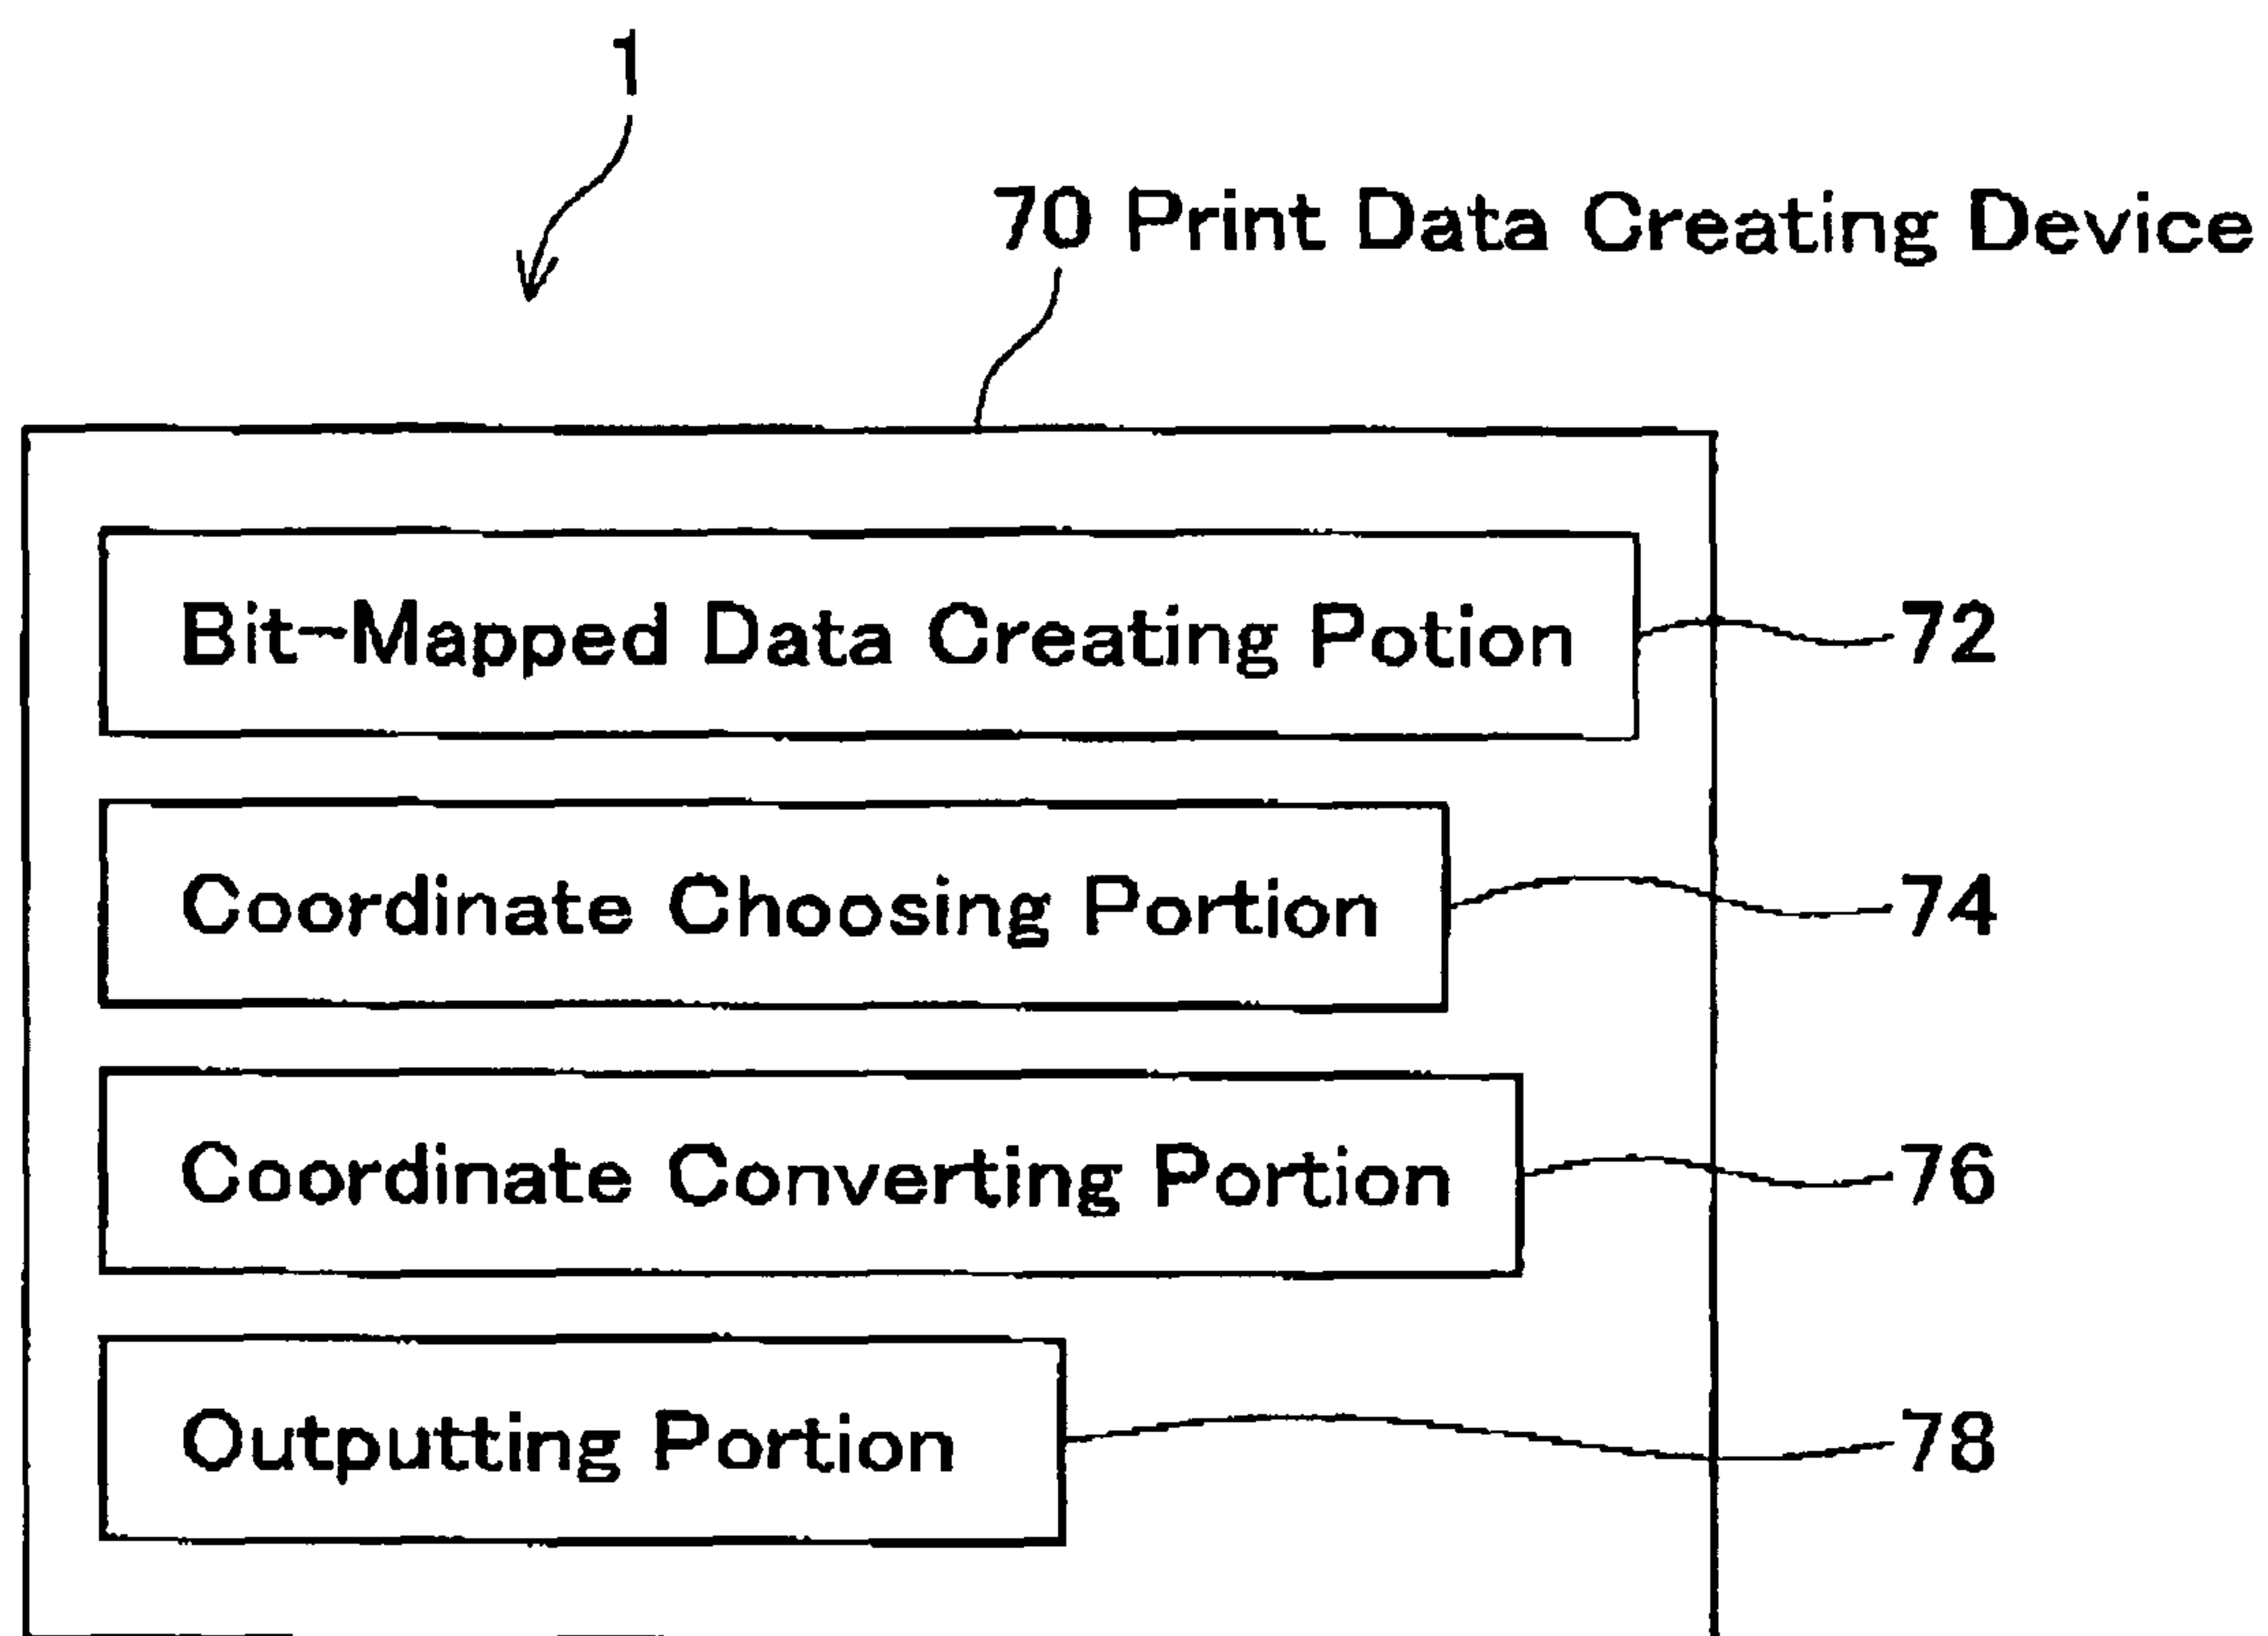 1
70 Print Data Creating Device
Bit-Mapped Data Creating Potion 72
Coordinate Choosing Portion 74
Coordinate Converting Portion 76
Outputting Portion 78